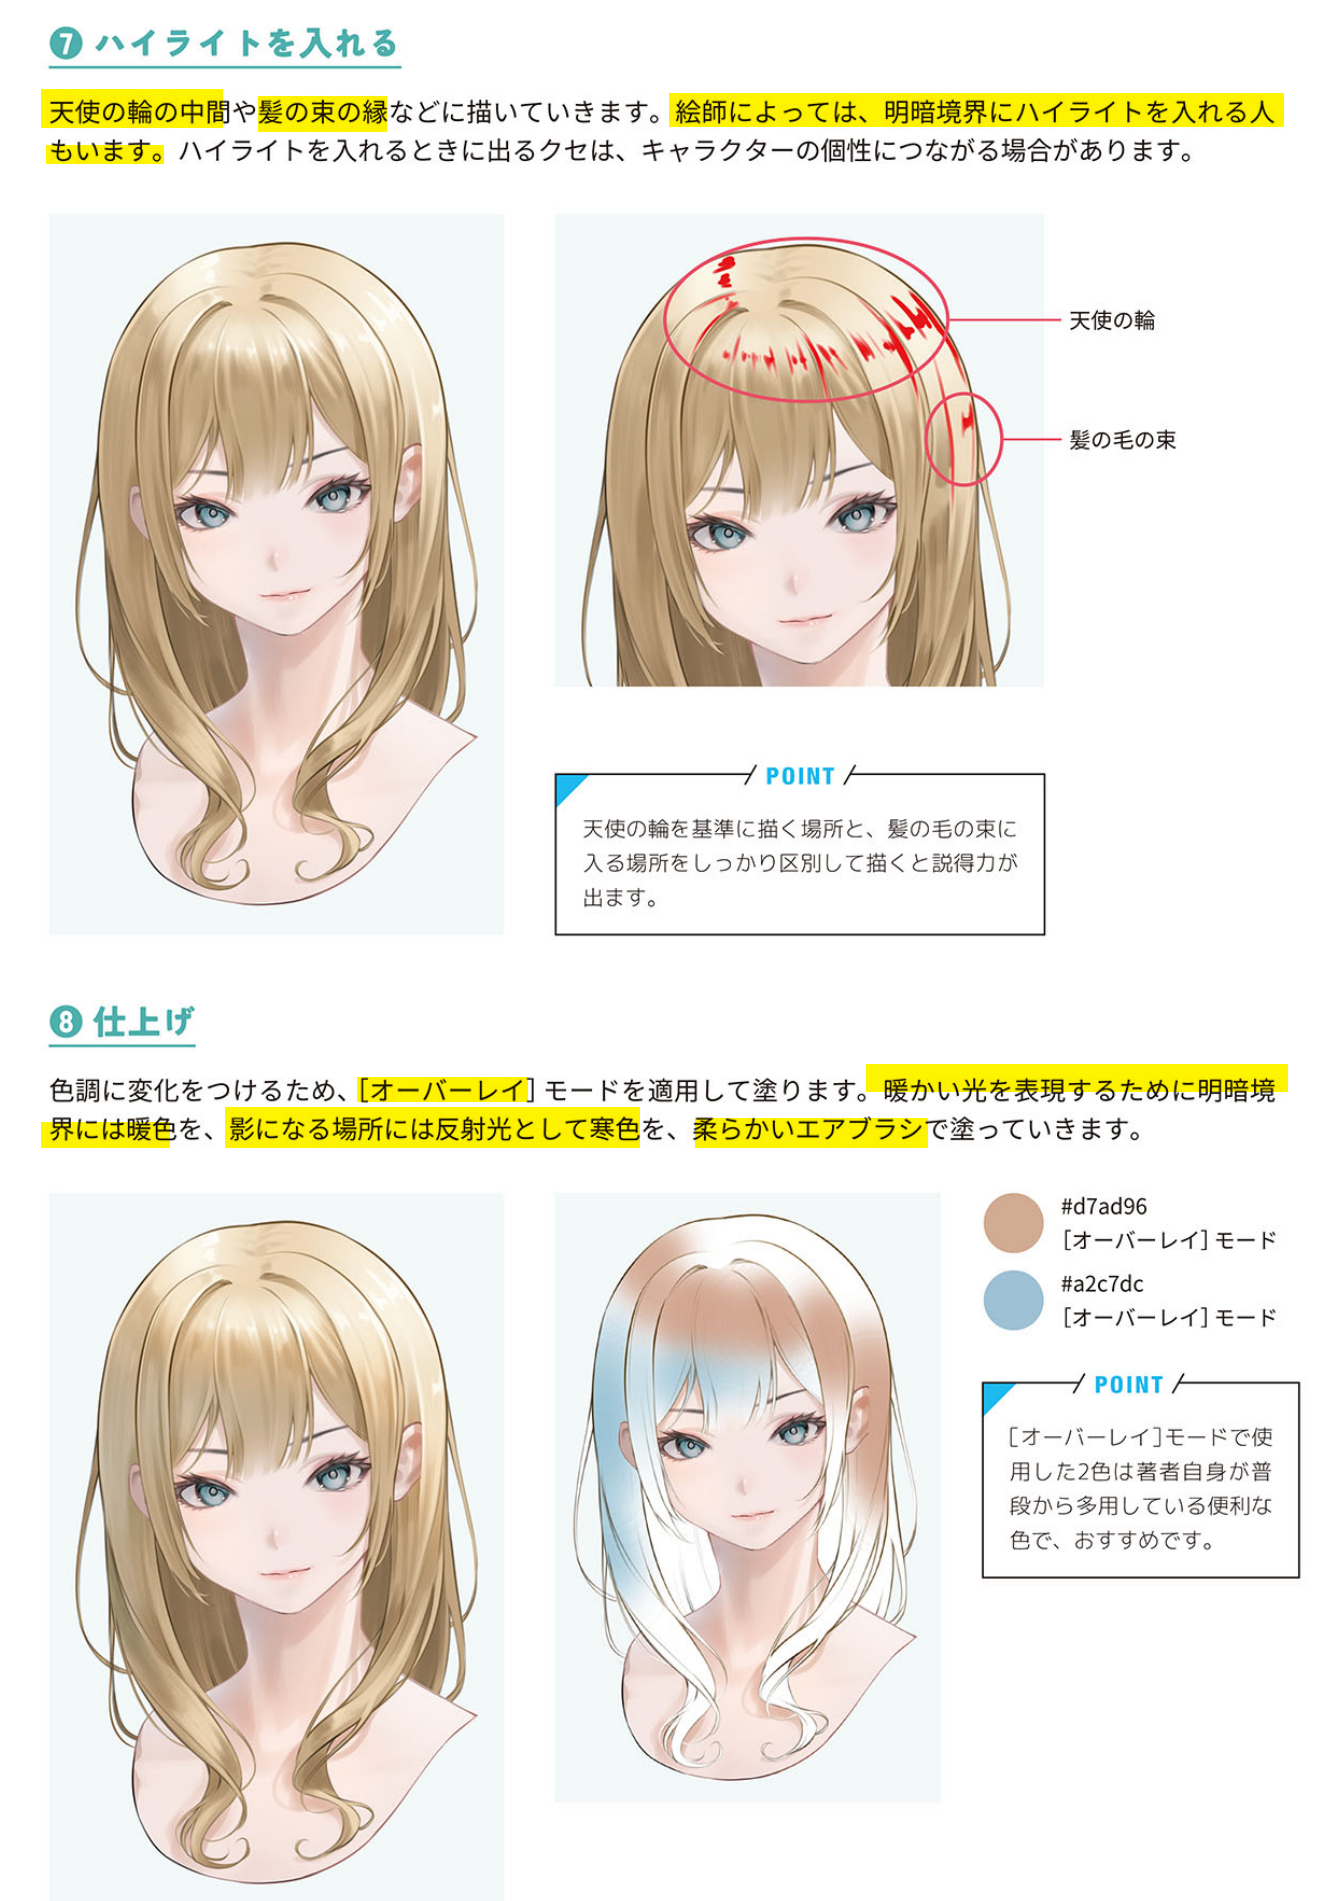 ❼ ハイライトを入れる
天使の輪の中間や髪の束の縁などに描いていきます。絵師によっては、明暗境界にハイライトを入れる人
もいます。ハイライトを入れるときに出るクセは、キャラクターの個性につながる場合があります。
天使の輪
髪の毛の束
POINT
天使の輪を基準に描く場所と、髪の毛の束に
入る場所をしっかり区別して描くと説得力が
出ます。
❽ 仕上げ
色調に変化をつけるため、[オーバーレイ]モードを適用して塗ります。暖かい光を表現するために明暗境
界には暖色を、影になる場所には反射光として寒色を、柔らかいエアブラシで塗っていきます。
#d7ad96
[オーバーレイ]モード
#a2c7dc
[オーバーレイ]モード
POINT
[オーバーレイ]モードで使
用した2色は著者自身が普
段から多用している便利な
色で、おすすめです。